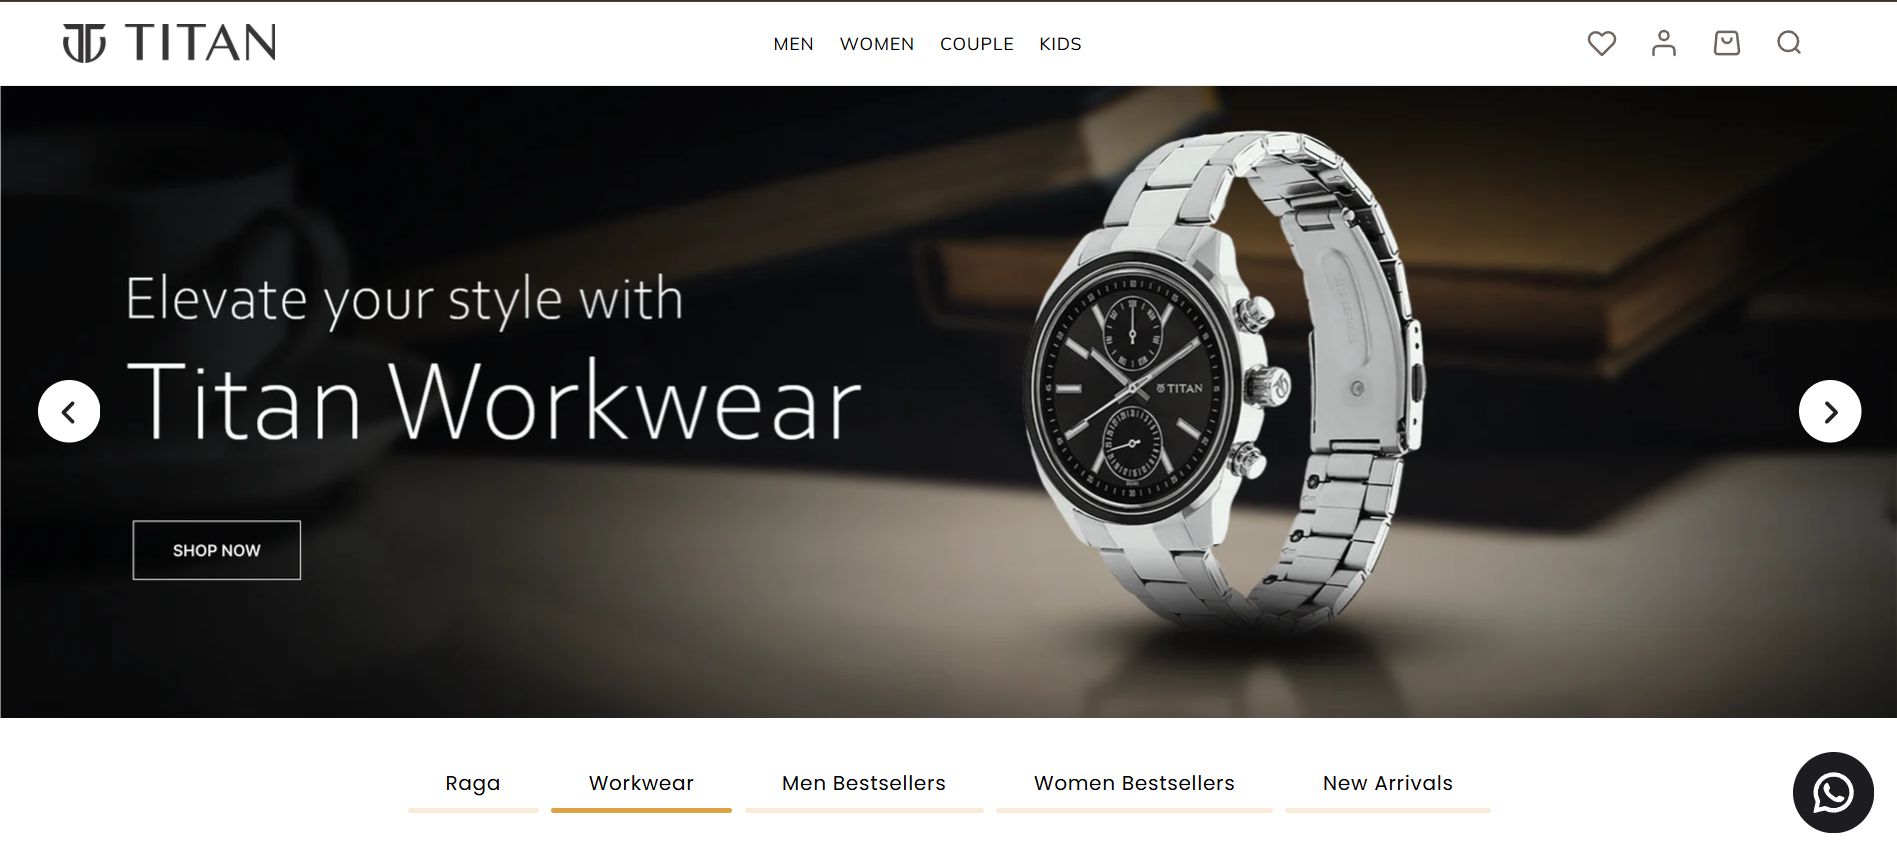 TITAN
MEN WOMEN COUPLE KIDS
Elevate your style with
Titan Workwear
TITAN
SHOP NOW
Raga Workwear Men Bestsellers Women Bestsellers New Arrivals